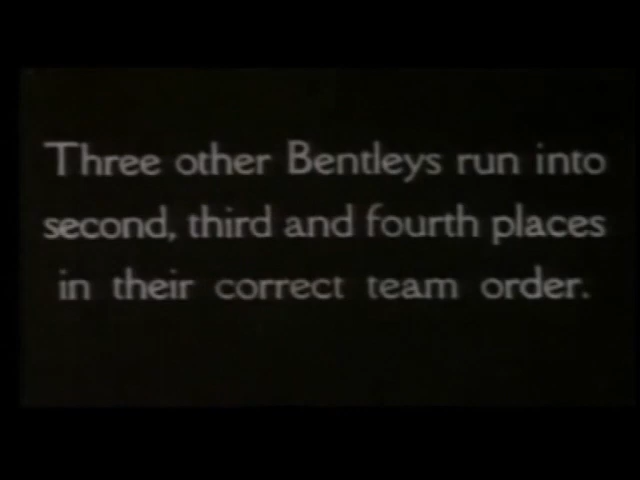 Three other Bentleys run into
second, third and fourth places
in their correct team order.